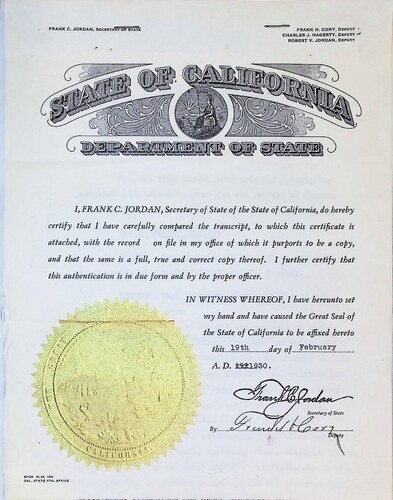 FRANK C. JORDAN, SECRETARY OF STATE
FRANK H. CORY, DEPUTY
CHARLES J. HAGERTY, DEPUTY
ROBERT V. JORDAN, DEPUTY
STATE OF CALIFORNIA
DEPARTMENT OF STATE
I, FRANK C. JORDAN, Secretary of State of the State of California, do hereby
certify that I have carefully compared the transcript, to which this certificate is
attached, with the record on file in my office of which it purports to be a copy,
and that the same is a full, true and correct copy thereof. I further certify that
this authentication is in due form and by the proper officer.
IN WITNESS WHEREOF, I have hereunto set
my hand and have caused the Great Seal of
the State of California to be affixed hereto
this 19th day of February
A. D. 1921930.
Frank C. Jordan
Secretary of State
By Frank H Cory
Deputy
CALIFORNIA
CAL. STATE PTG. OFFICE